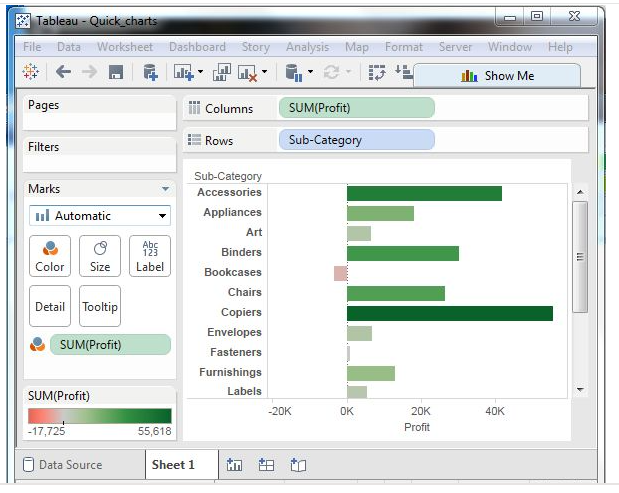 Tableau - Quick_charts
File Data Worksheet Dashboard Story Analysis Map Format Server Window Help
Show Me
Pages
Columns SUM(Profit)
Filters
Rows Sub-Category
Marks
Automatic
Color Size Abc 123 Label
Detail Tooltip
SUM(Profit)
SUM(Profit)
-17,725 55,618
Sub-Category
Accessories
Appliances
Art
Binders
Bookcases
Chairs
Copiers
Envelopes
Fasteners
Furnishings
Labels
-20K 0K 20K 40K
Profit
Data Source Sheet 1